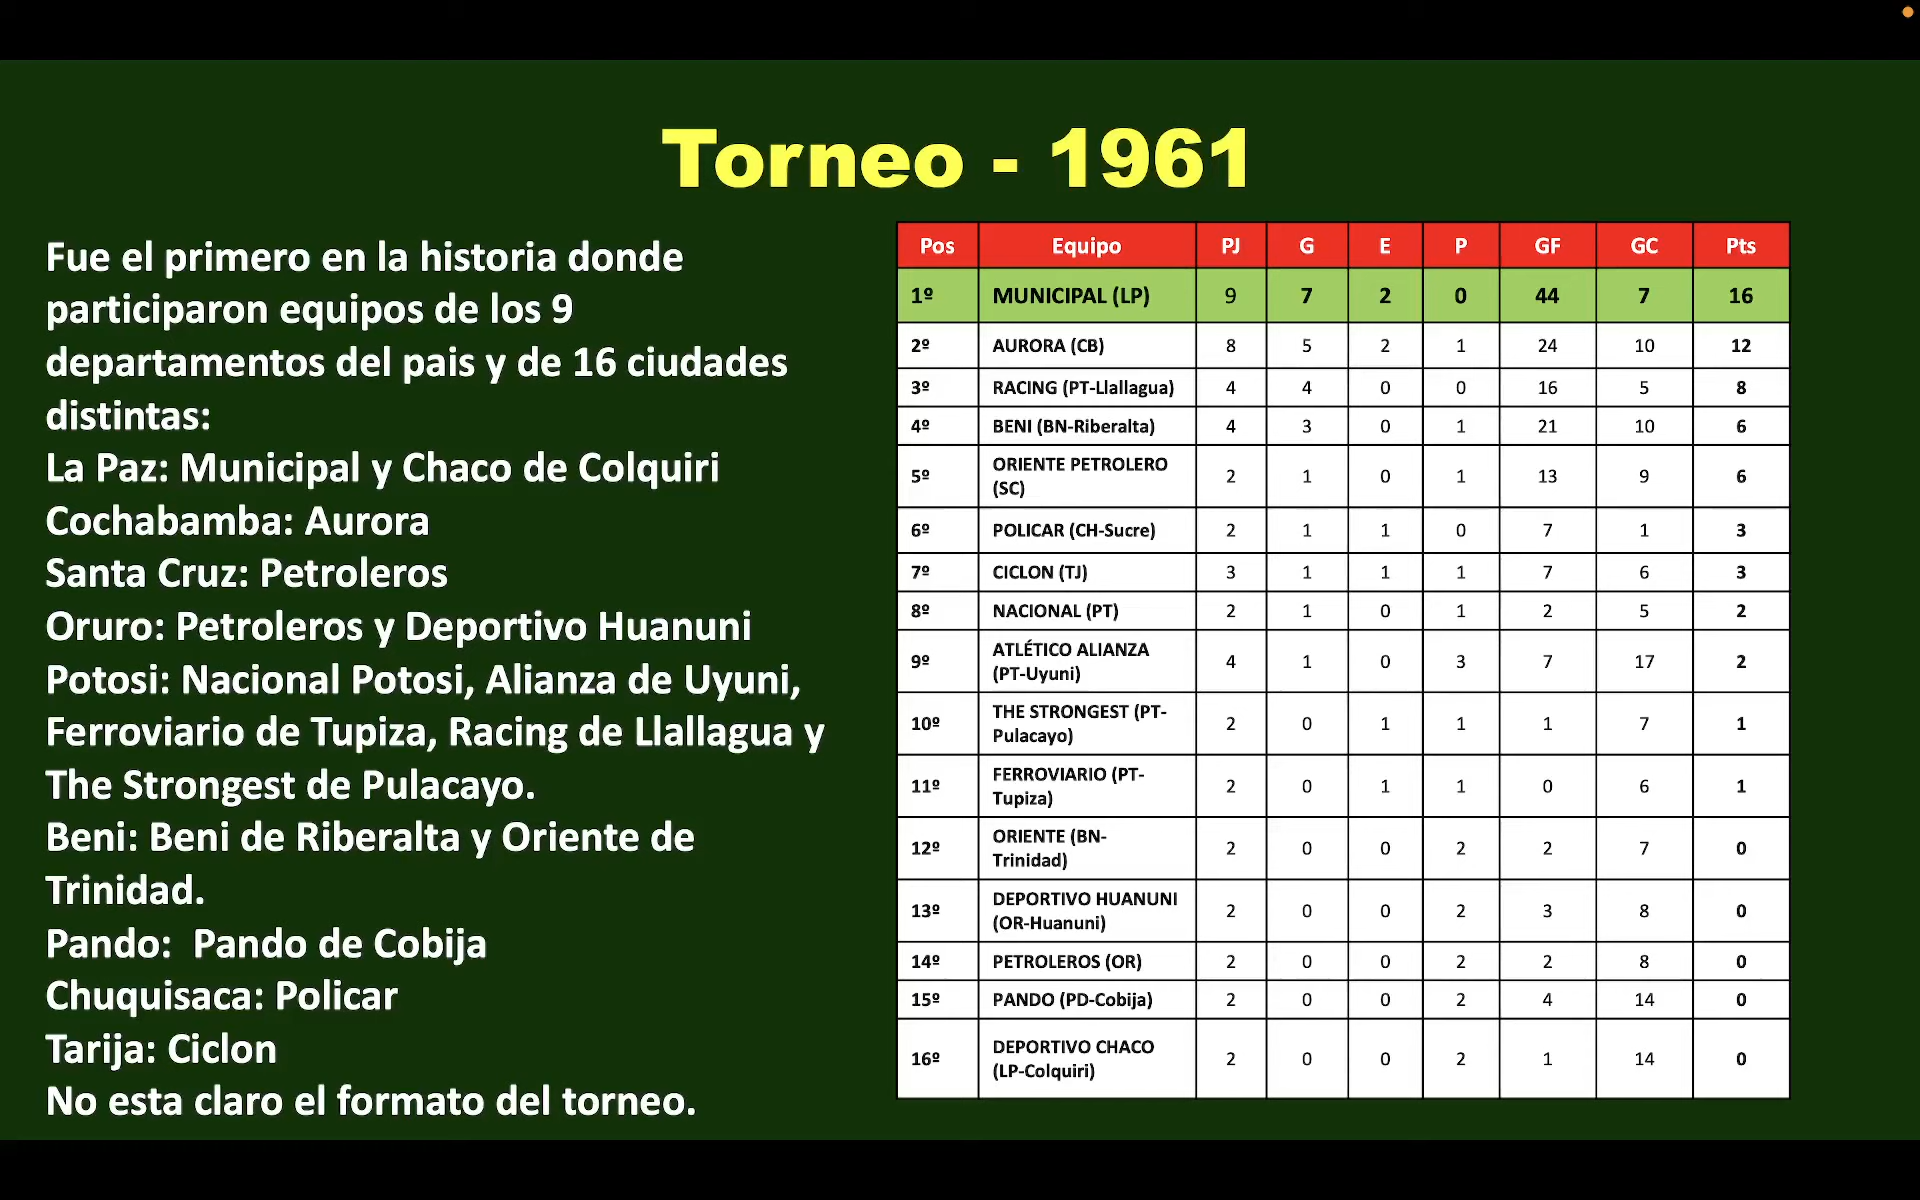 Torneo - 1961
Fue el primero en la historia donde
participaron equipos de los 9
departamentos del pais y de 16 ciudades
distintas:
La Paz: Municipal y Chaco de Colquiri
Cochabamba: Aurora
Santa Cruz: Petroleros
Oruro: Petroleros y Deportivo Huanuni
Potosi: Nacional Potosi, Alianza de Uyuni,
Ferroviario de Tupiza, Racing de Llallagua y
The Strongest de Pulacayo.
Beni: Beni de Riberalta y Oriente de
Trinidad.
Pando:  Pando de Cobija
Chuquisaca: Policar
Tarija: Ciclon
No esta claro el formato del torneo.
Pos Equipo PJ G E P GF GC Pts
1º MUNICIPAL (LP) 9 7 2 0 44 7 16
2º AURORA (CB) 8 5 2 1 24 10 12
3º RACING (PT-Llallagua) 4 4 0 0 16 5 8
4º BENI (BN-Riberalta) 4 3 0 1 21 10 6
5º ORIENTE PETROLERO
(SC) 2 1 0 1 13 9 6
6º POLICAR (CH-Sucre) 2 1 1 0 7 1 3
7º CICLON (TJ) 3 1 1 1 7 6 3
8º NACIONAL (PT) 2 1 0 1 2 5 2
9º ATLÉTICO ALIANZA
(PT-Uyuni) 4 1 0 3 7 17 2
10º THE STRONGEST (PT-
Pulacayo) 2 0 1 1 1 7 1
11º FERROVIARIO (PT-
Tupiza) 2 0 1 1 0 6 1
12º ORIENTE (BN-
Trinidad) 2 0 0 2 2 7 0
13º DEPORTIVO HUANUNI
(OR-Huanuni) 2 0 0 2 3 8 0
14º PETROLEROS (OR) 2 0 0 2 2 8 0
15º PANDO (PD-Cobija) 2 0 0 2 4 14 0
16º DEPORTIVO CHACO
(LP-Colquiri) 2 0 0 2 1 14 0